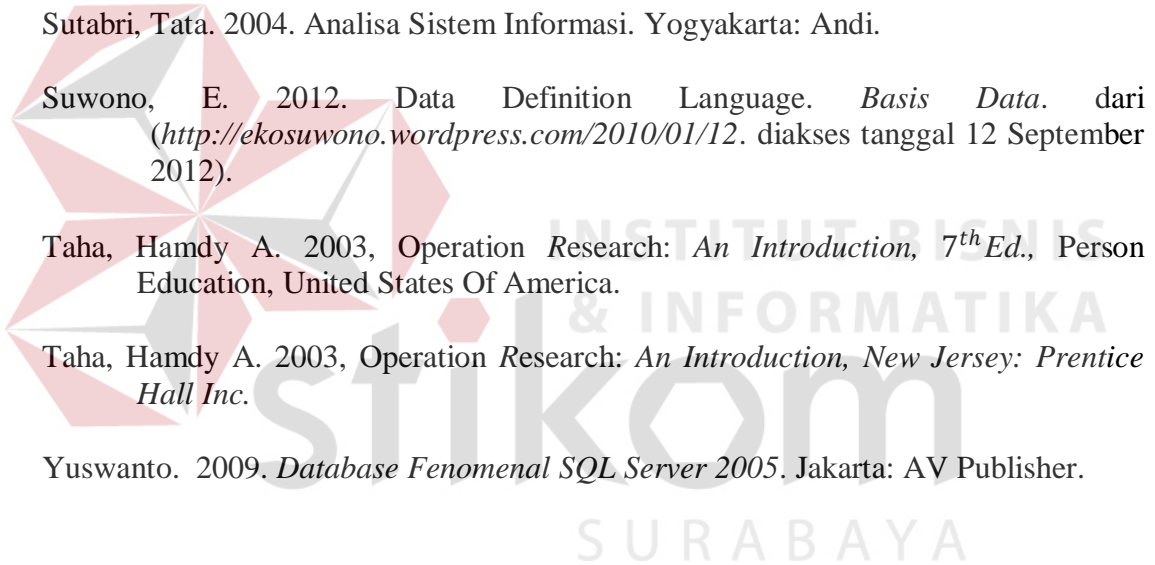 Sutabri, Tata. 2004. Analisa Sistem Informasi. Yogyakarta: Andi.
Suwono, E. 2012. Data Definition Language. Basis Data. dari
(http://ekosuwono.wordpress.com/2010/01/12. diakses tanggal 12 September
2012).
INSTITUT BISNIS
Taha, Hamdy A. 2003, Operation Research: An Introduction, 7th Ed., Person
Education, United States Of America.
& INFORMATIKA
Taha, Hamdy A. 2003, Operation Research: An Introduction, New Jersey: Prentice
Hall Inc.
stikom
Yuswanto. 2009. Database Fenomenal SQL Server 2005. Jakarta: AV Publisher.
SURABAYA